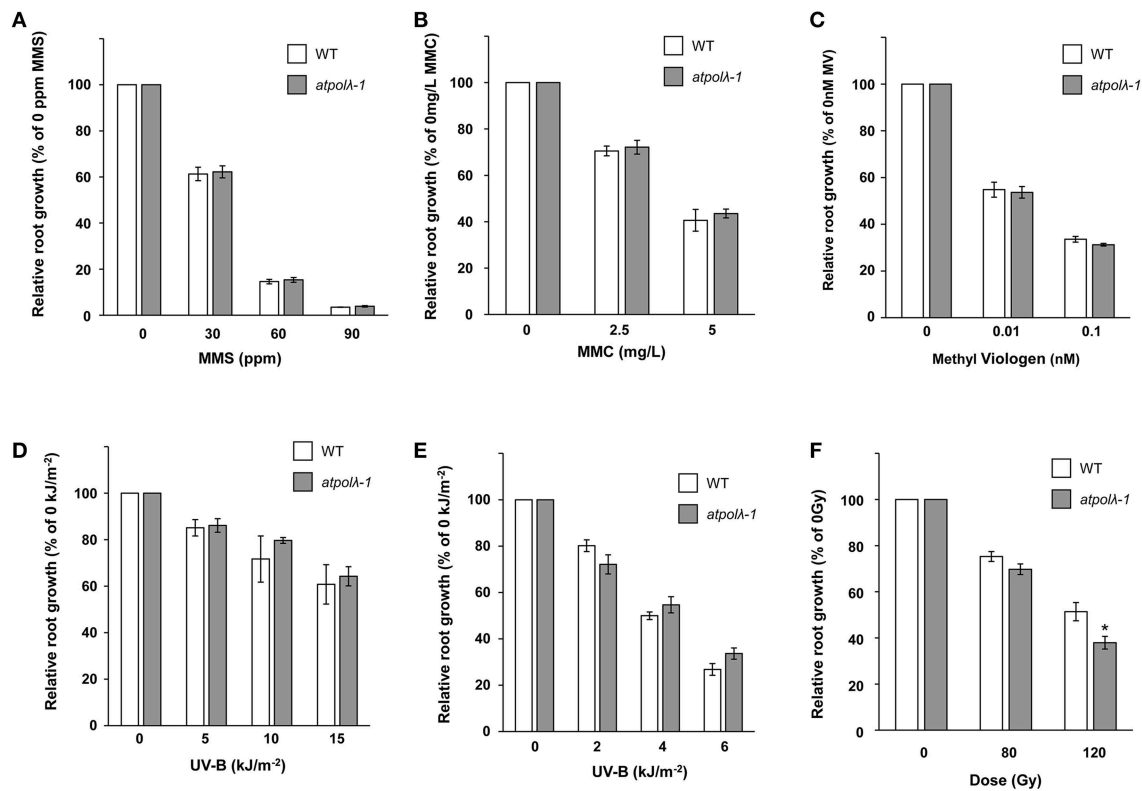 A
Relative root growth (% of 0 ppm MMS)
120
100
80
60
40
20
0
0 30 60 90
MMS (ppm)
WT
atpolλ-1
B
Relative root growth (% of 0mg/L MMC)
120
100
80
60
40
20
0
0 2.5 5
MMC (mg/L)
WT
atpolλ-1
C
Relative root growth (% of 0nM MV)
120
100
80
60
40
20
0
0 0.01 0.1
Methyl Viologen (nM)
WT
atpolλ-1
D
Relative root growth (% of 0 kJ/m⁻²)
120
100
80
60
40
20
0
0 5 10 15
UV-B (kJ/m⁻²)
WT
atpolλ-1
E
Relative root growth (% of 0 kJ/m⁻²)
120
100
80
60
40
20
0
0 2 4 6
UV-B (kJ/m⁻²)
WT
atpolλ-1
F
Relative root growth (% of 0Gy)
120
100
80
60
40
20
0
0 80 120
Dose (Gy)
WT
atpolλ-1
*